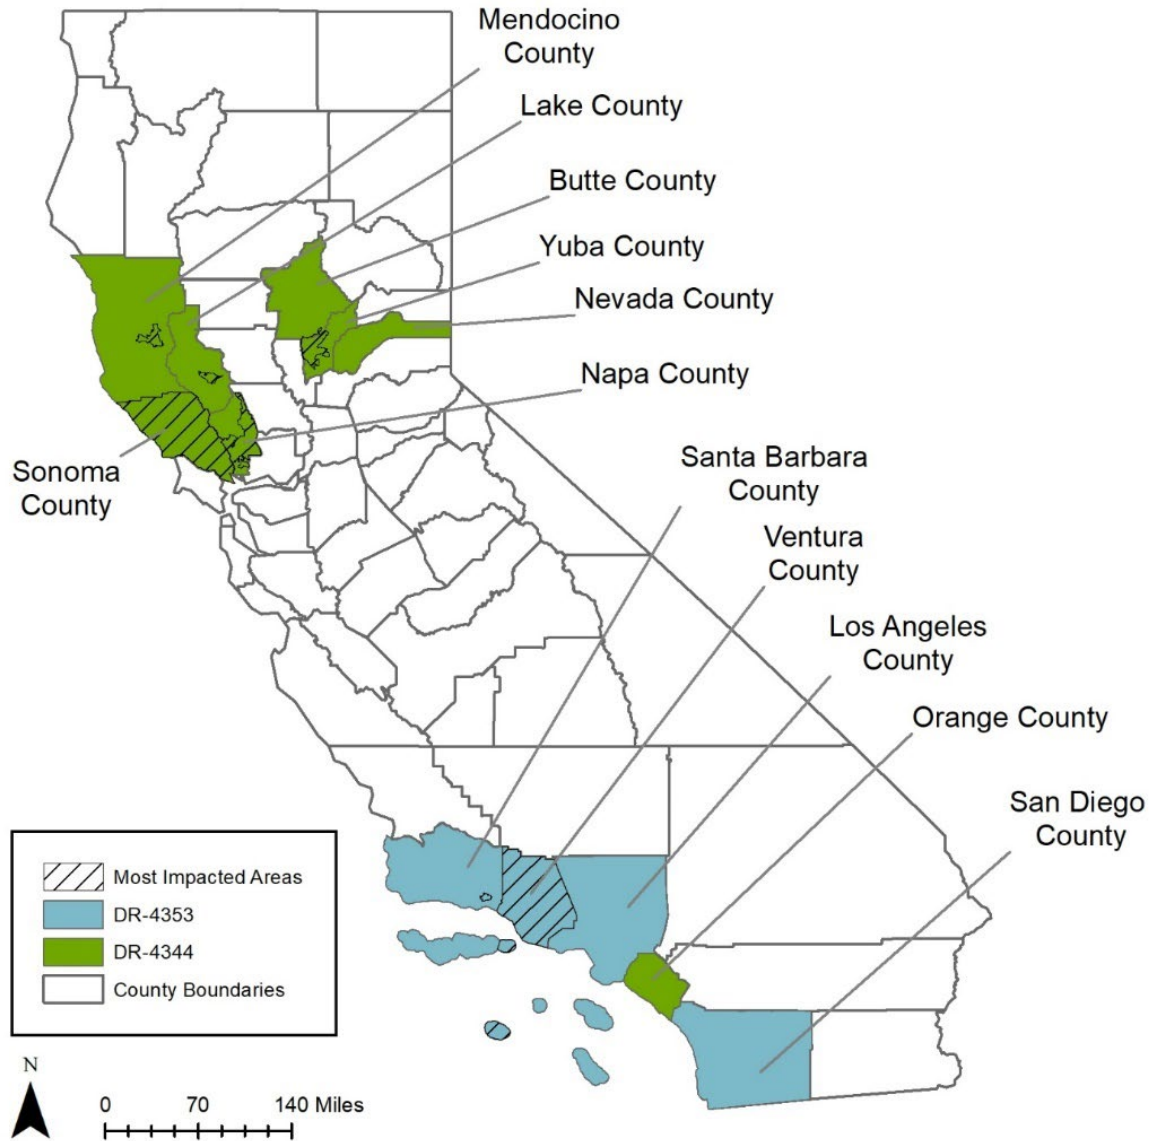 Mendocino
County
Lake County
Butte County
Yuba County
Nevada County
Napa County
Sonoma
County
Santa Barbara
County
Ventura
County
Los Angeles
County
Orange County
San Diego
County
Most Impacted Areas
DR-4353
DR-4344
County Boundaries
N
0 70 140 Miles